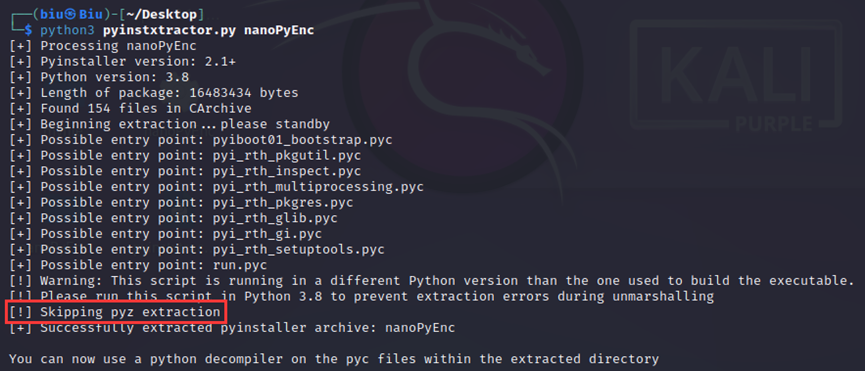 ┌──(biu㉿Biu)-[~/Desktop]
└─$ python3 pyinstxtractor.py nanoPyEnc
[+] Processing nanoPyEnc
[+] Pyinstaller version: 2.1+
[+] Python version: 3.8
[+] Length of package: 16483434 bytes
[+] Found 154 files in CArchive
[+] Beginning extraction...please standby
[+] Possible entry point: pyiboot01_bootstrap.pyc
[+] Possible entry point: pyi_rth_pkgutil.pyc
[+] Possible entry point: pyi_rth_inspect.pyc
[+] Possible entry point: pyi_rth_multiprocessing.pyc
[+] Possible entry point: pyi_rth_pkgres.pyc
[+] Possible entry point: pyi_rth_glib.pyc
[+] Possible entry point: pyi_rth_gi.pyc
[+] Possible entry point: pyi_rth_setuptools.pyc
[+] Possible entry point: run.pyc
[!] Warning: This script is running in a different Python version than the one used to build the executable.
[!] Please run this script in Python 3.8 to prevent extraction errors during unmarshalling
[!] Skipping pyz extraction
[+] Successfully extracted pyinstaller archive: nanoPyEnc
You can now use a python decompiler on the pyc files within the extracted directory
KALI
PURPLE